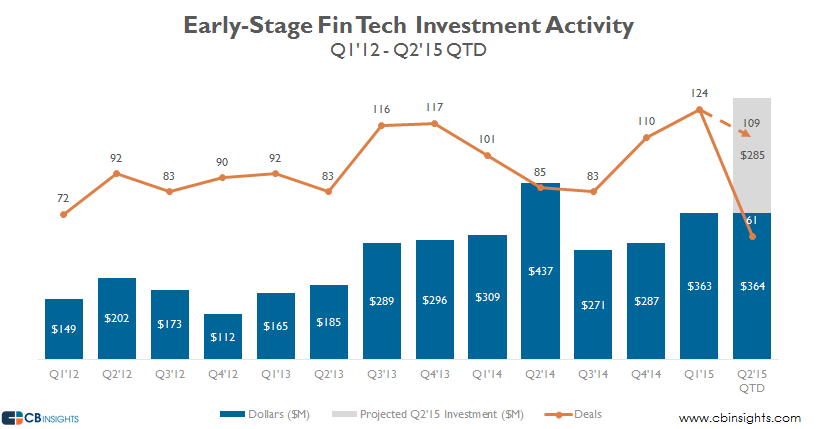 Early-Stage Fin Tech Investment Activity
Q1'12 - Q2'15 QTD
72
92
83
90
92
83
116
117
101
85
83
110
124
109
61
$149
$202
$173
$112
$165
$185
$289
$296
$309
$437
$271
$287
$363
$285
$364
Q1'12
Q2'12
Q3'12
Q4'12
Q1'13
Q2'13
Q3'13
Q4'13
Q1'14
Q2'14
Q3'14
Q4'14
Q1'15
Q2'15
QTD
CBINSIGHTS
Dollars ($M)
Projected Q2'15 Investment ($M)
Deals
www.cbinsights.com